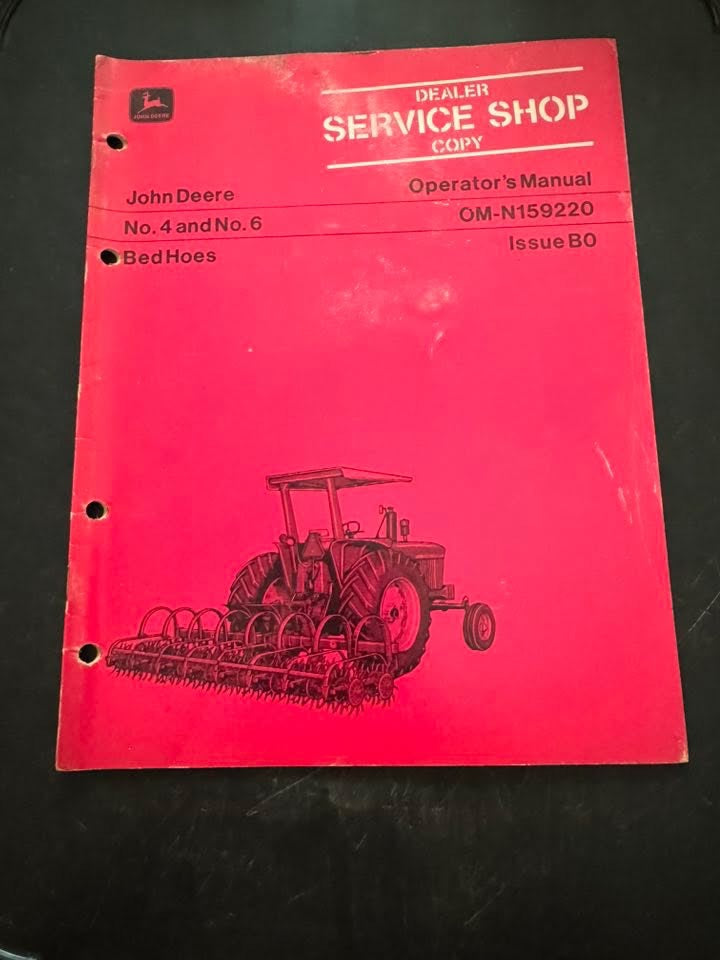 JOHN DEERE
DEALER
SERVICE SHOP
COPY
John Deere
Operator's Manual
No. 4 and No. 6
OM-N159220
Bed Hoes
Issue B0